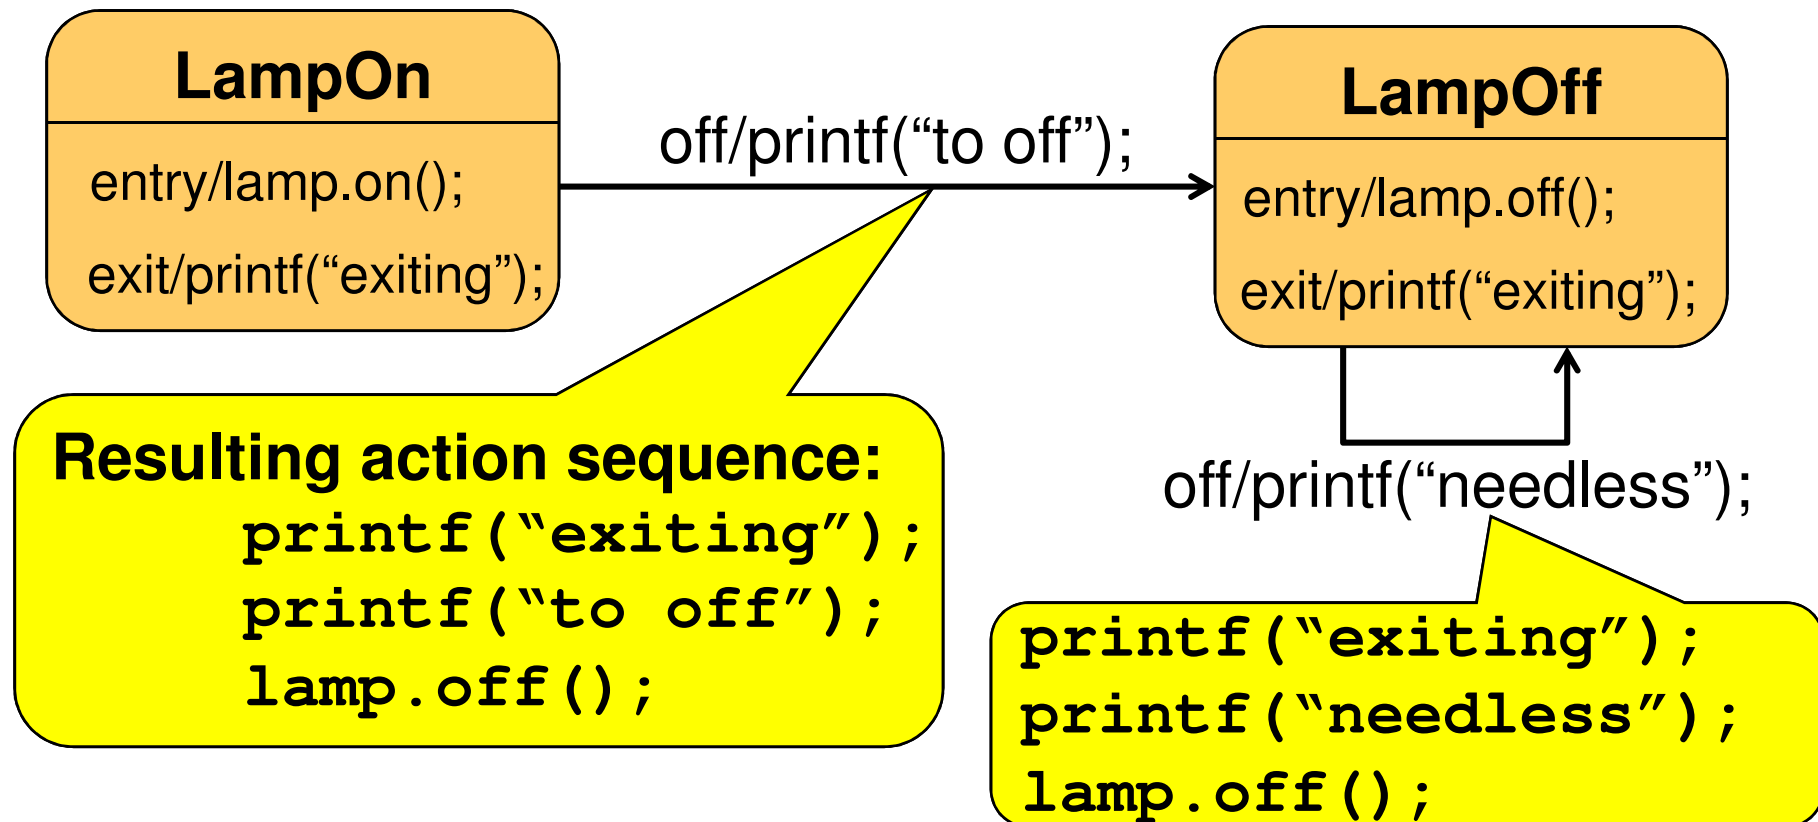 LampOn
entry/lamp.on();
exit/printf(“exiting”);
off/printf(“to off”);
LampOff
entry/lamp.off();
exit/printf(“exiting”);
off/printf(“needless”);
Resulting action sequence:
printf(“exiting”);
printf(“to off”);
lamp.off();
printf(“exiting”);
printf(“needless”);
lamp.off();